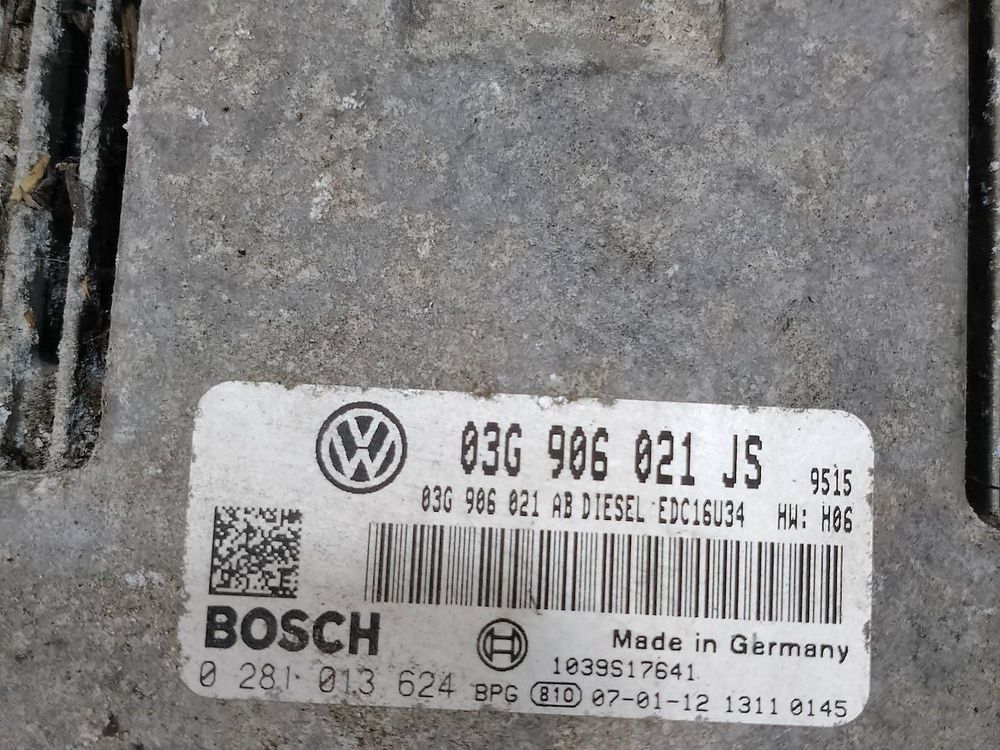 03G 906 021 JS 9515
03G 906 021 AB DIESEL EDC16U34 HW: H06
BOSCH Made in Germany
1039S17641
0 281 013 624 BPG 810 07-01-12 1311 0145